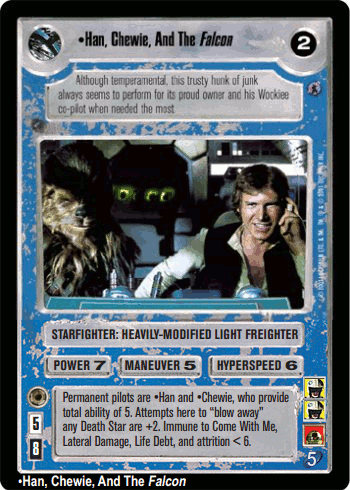 •Han, Chewie, And The Falcon
2
Although temperamental, this trusty hunk of junk
always seems to perform for its proud owner and his Wookiee
co-pilot when needed the most.
STARFIGHTER: HEAVILY-MODIFIED LIGHT FREIGHTER
POWER 7 MANEUVER 5 HYPERSPEED 6
Permanent pilots are •Han and •Chewie, who provide
total ability of 5. Attempts here to “blow away”
any Death Star are +2. Immune to Come With Me,
Lateral Damage, Life Debt, and attrition < 6.
5
8
5
•Han, Chewie, And The Falcon